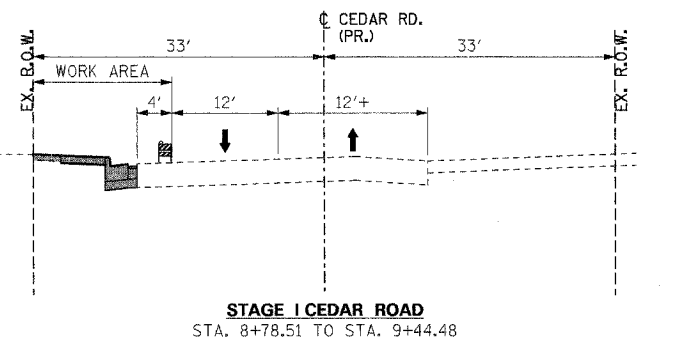 ℄ CEDAR RD.
(PR.)
33'
33'
EX. R.O.W.
EX. R.O.W.
WORK AREA
4'
12'
12'+
STAGE I CEDAR ROAD
STA. 8+78.51 TO STA. 9+44.48